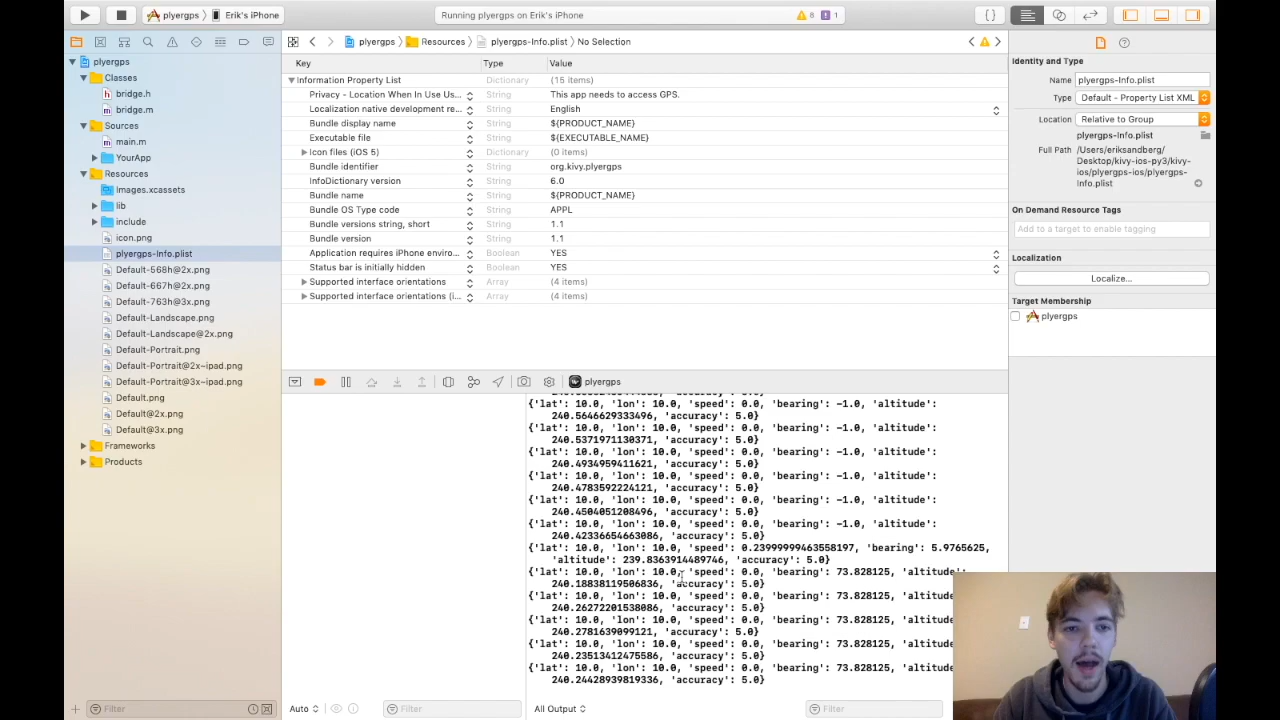 plyergps
Erik's iPhone
Running plyergps on Erik's iPhone
8
1
plyergps
Resources
plyergps-Info.plist
No Selection
plyergps
Classes
bridge.h
bridge.m
Sources
main.m
YourApp
Resources
Images.xcassets
lib
include
icon.png
plyergps-Info.plist
Default-568h@2x.png
Default-667h@2x.png
Default-763h@3x.png
Default-Landscape.png
Default-Landscape@2x.png
Default-Portrait.png
Default-Portrait@2x~ipad.png
Default-Portrait@3x~ipad.png
Default.png
Default@2x.png
Default@3x.png
Frameworks
Products
Filter
Key Type Value
Information Property List Dictionary (15 items)
Privacy - Location When In Use Us... String This app needs to access GPS.
Localization native development re... String English
Bundle display name String ${PRODUCT_NAME}
Executable file String ${EXECUTABLE_NAME}
Icon files (iOS 5) Dictionary (0 items)
Bundle identifier String org.kivy.plyergps
InfoDictionary version String 6.0
Bundle name String ${PRODUCT_NAME}
Bundle OS Type code String APPL
Bundle versions string, short String 1.1
Bundle version String 1.1
Application requires iPhone enviro... Boolean YES
Status bar is initially hidden Boolean YES
Supported interface orientations Array (4 items)
Supported interface orientations (i... Array (4 items)
plyergps
{'lat': 10.0, 'lon': 10.0, 'speed': 0.0, 'bearing': -1.0, 'altitude':
240.5646629333496, 'accuracy': 5.0}
{'lat': 10.0, 'lon': 10.0, 'speed': 0.0, 'bearing': -1.0, 'altitude':
240.5371971130371, 'accuracy': 5.0}
{'lat': 10.0, 'lon': 10.0, 'speed': 0.0, 'bearing': -1.0, 'altitude':
240.4934959411621, 'accuracy': 5.0}
{'lat': 10.0, 'lon': 10.0, 'speed': 0.0, 'bearing': -1.0, 'altitude':
240.4783592224121, 'accuracy': 5.0}
{'lat': 10.0, 'lon': 10.0, 'speed': 0.0, 'bearing': -1.0, 'altitude':
240.4504051208496, 'accuracy': 5.0}
{'lat': 10.0, 'lon': 10.0, 'speed': 0.0, 'bearing': -1.0, 'altitude':
240.42336654663086, 'accuracy': 5.0}
{'lat': 10.0, 'lon': 10.0, 'speed': 0.23999999463558197, 'bearing': 5.9765625,
'altitude': 239.8363914489746, 'accuracy': 5.0}
{'lat': 10.0, 'lon': 10.0, 'speed': 0.0, 'bearing': 73.828125, 'altitude':
240.18838119506836, 'accuracy': 5.0}
{'lat': 10.0, 'lon': 10.0, 'speed': 0.0, 'bearing': 73.828125, 'altit
240.26272201538086, 'accuracy': 5.0}
{'lat': 10.0, 'lon': 10.0, 'speed': 0.0, 'bearing': 73.828125, 'altit
240.2781639099121, 'accuracy': 5.0}
{'lat': 10.0, 'lon': 10.0, 'speed': 0.0, 'bearing': 73.828125, 'altit
240.23513412475586, 'accuracy': 5.0}
{'lat': 10.0, 'lon': 10.0, 'speed': 0.0, 'bearing': 73.828125, 'altit
240.24428939819336, 'accuracy': 5.0}
Auto
Filter
All Output
Filter
Identity and Type
Name plyergps-Info.plist
Type Default - Property List XML
Location Relative to Group
plyergps-Info.plist
Full Path /Users/eriksandberg/
Desktop/kivy-ios-py3/kivy-
ios/plyergps-ios/plyergps-
Info.plist
On Demand Resource Tags
Add to a target to enable tagging
Localization
Localize...
Target Membership
plyergps